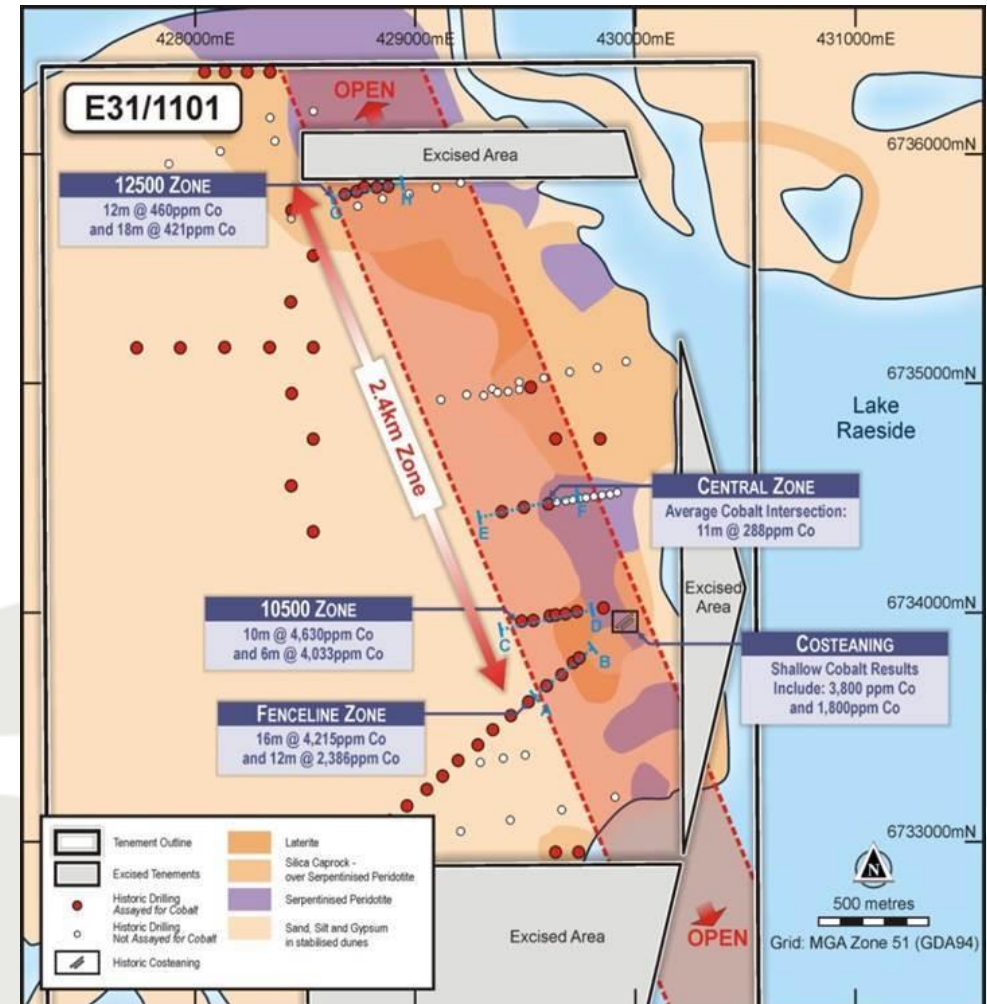 428000mE
429000mE
430000mE
431000mE
E31/1101
OPEN
6736000mN
Excised Area
12500 ZONE
12m @ 460ppm Co
and 18m @ 421ppm Co
G
H
6735000mN
2.4km Zone
Lake
Raeside
CENTRAL ZONE
Average Cobalt Intersection:
11m @ 288ppm Co
E
F
Excised
Area
10500 ZONE
10m @ 4,630ppm Co
and 6m @ 4,033ppm Co
6734000mN
C
D
B
A
COSTEANING
Shallow Cobalt Results
Include: 3,800 ppm Co
and 1,800ppm Co
FENCELINE ZONE
16m @ 4,215ppm Co
and 12m @ 2,386ppm Co
6733000mN
Tenement Outline
Excised Tenements
Historic Drilling
Assayed for Cobalt
Historic Drilling
Not Assayed for Cobalt
Historic Costeaning
Laterite
Silica Caprock -
over Serpentinised Peridotite
Serpentinised Peridotite
Sand, Silt and Gypsum
in stabilised dunes
Excised Area
OPEN
N
500 metres
Grid: MGA Zone 51 (GDA94)